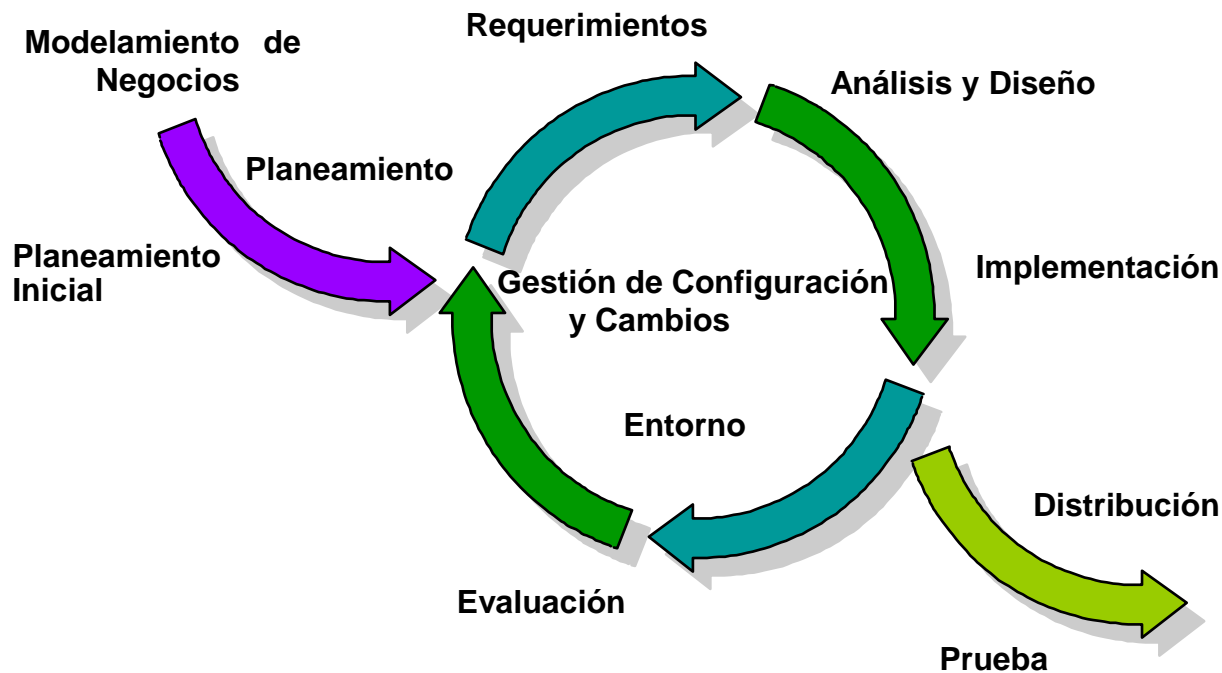 Requerimientos
Modelamiento de
Negocios
Análisis y Diseño
Planeamiento
Planeamiento
Inicial
Implementación
Gestión de Configuración
y Cambios
Entorno
Distribución
Evaluación
Prueba